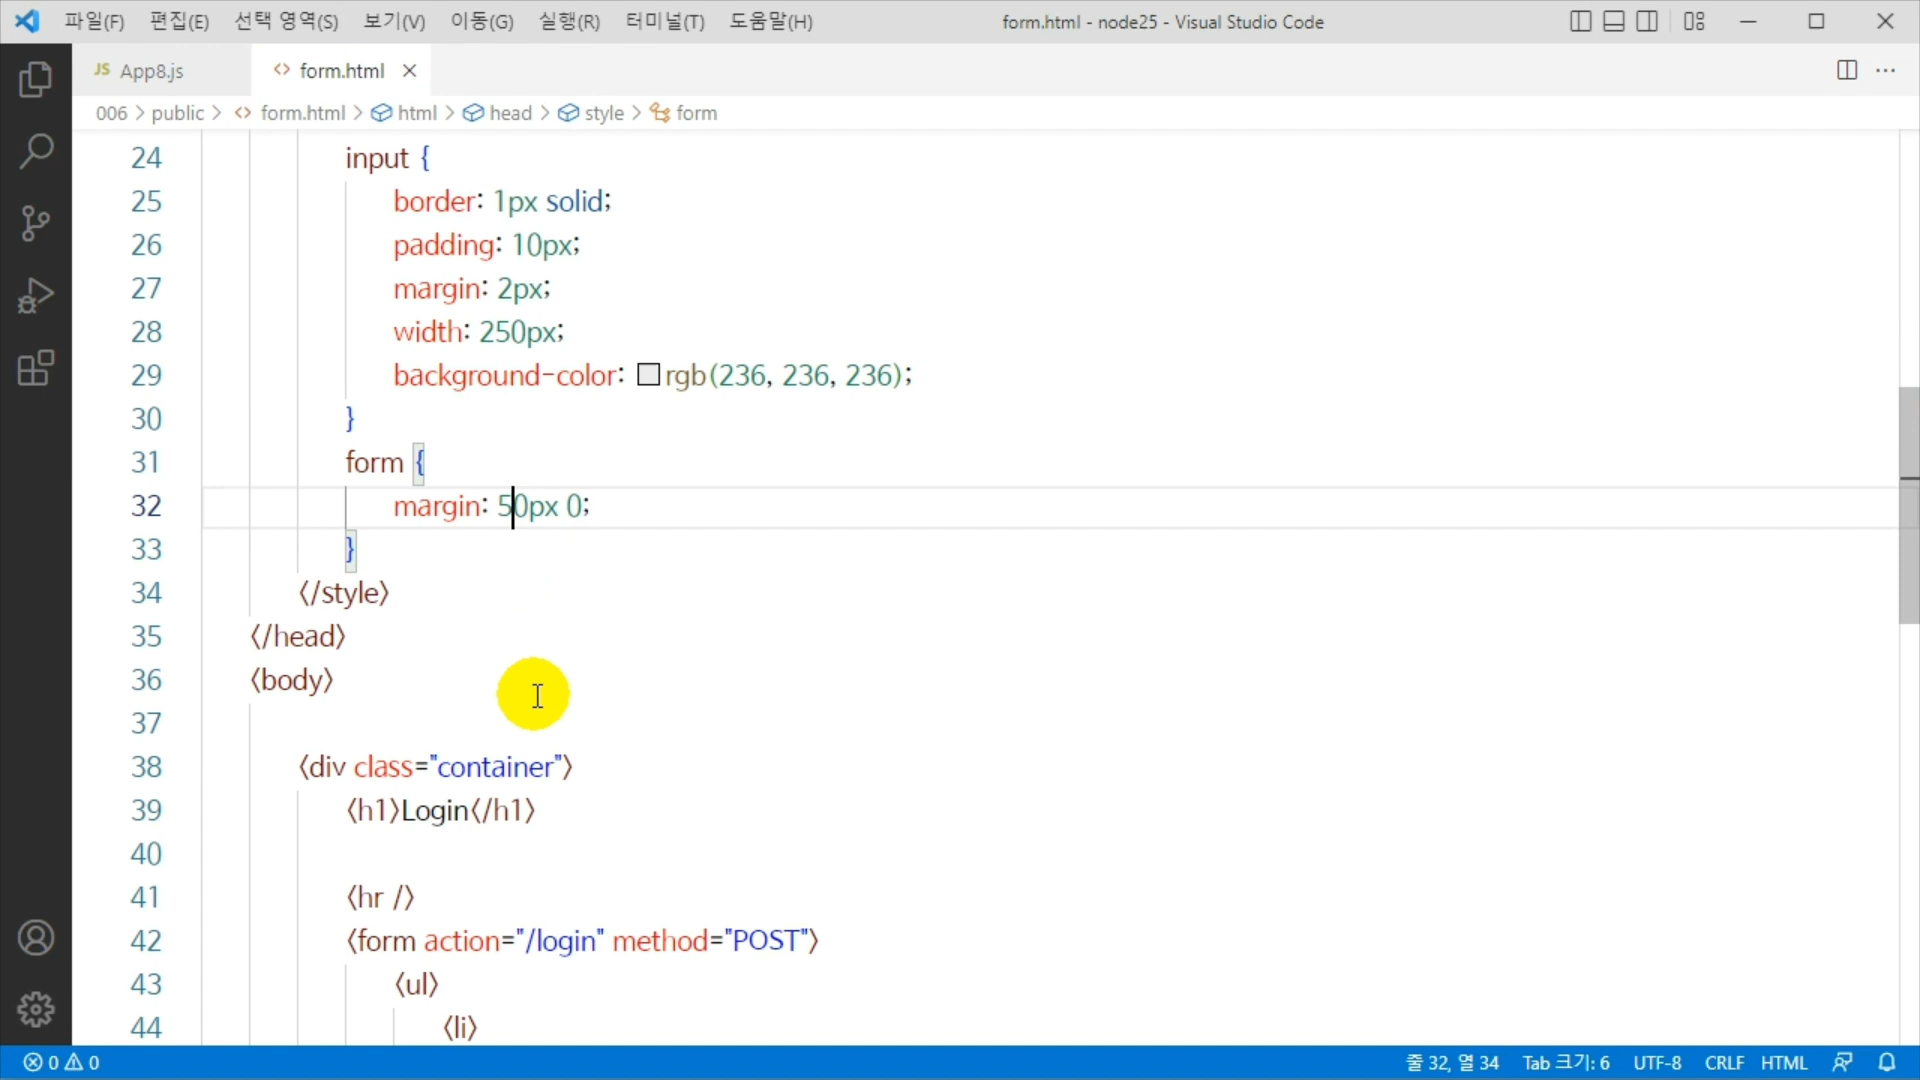 파일(F) 편집(E) 선택 영역(S) 보기(V) 이동(G) 실행(R) 터미널(T) 도움말(H) form.html - node25 - Visual Studio Code
JS App8.js <> form.html
006 > public > <> form.html > html > head > style > form
24 input {
25 border: 1px solid;
26 padding: 10px;
27 margin: 2px;
28 width: 250px;
29 background-color: rgb(236, 236, 236);
30 }
31 form {
32 margin: 50px 0;
33 }
34 </style>
35 </head>
36 <body>
37
38 <div class="container">
39 <h1>Login</h1>
40
41 <hr />
42 <form action="/login" method="POST">
43 <ul>
44 <li>
0 0 줄 32, 열 34 Tab 크기: 6 UTF-8 CRLF HTML